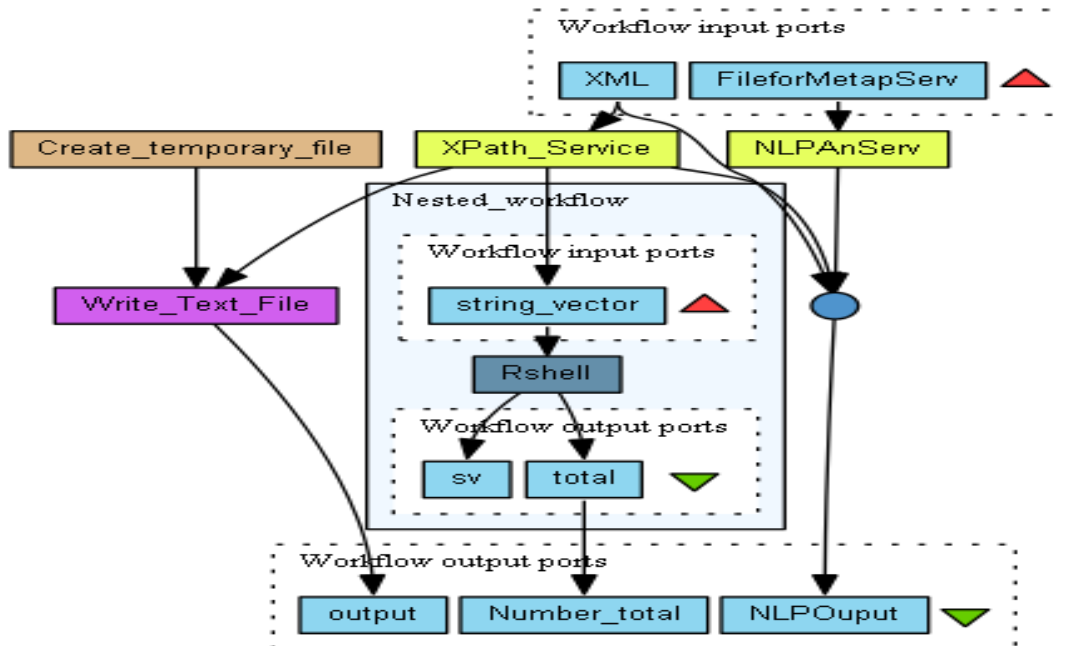 Workflow input ports
XML
FileforMetapServ
Create_temporary_file
XPath_Service
NLPAnServ
Nested_workflow
Workflow input ports
Write_Text_File
string_vector
Rshell
Workflow output ports
sv
total
Workflow output ports
output
Number_total
NLPOuput